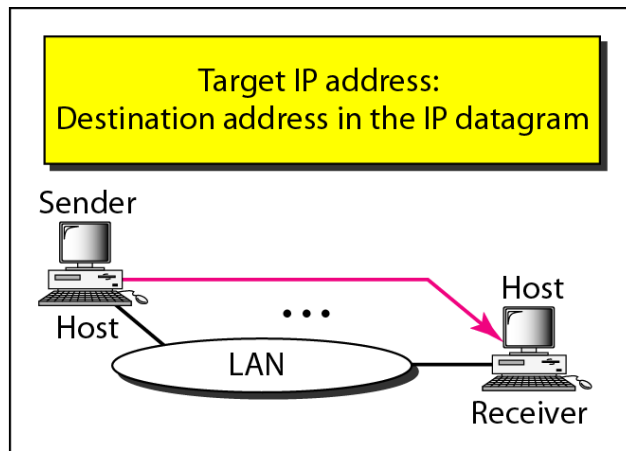 Target IP address:
Destination address in the IP datagram
Sender
Host
Host
LAN
Receiver